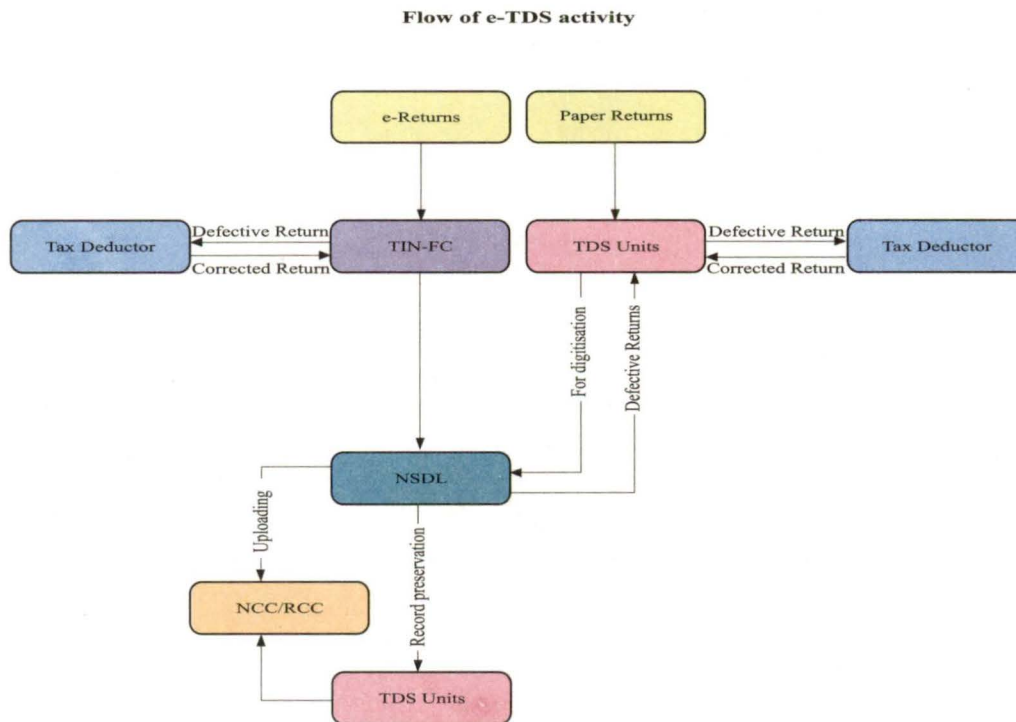 Flow of e-TDS activity
e-Returns
Paper Returns
Tax Deductor
Defective Return
Corrected Return
TIN-FC
TDS Units
Defective Return
Corrected Return
Tax Deductor
For digitisation
Defective Returns
NSDL
Uploading
Record preservation
NCC/RCC
TDS Units